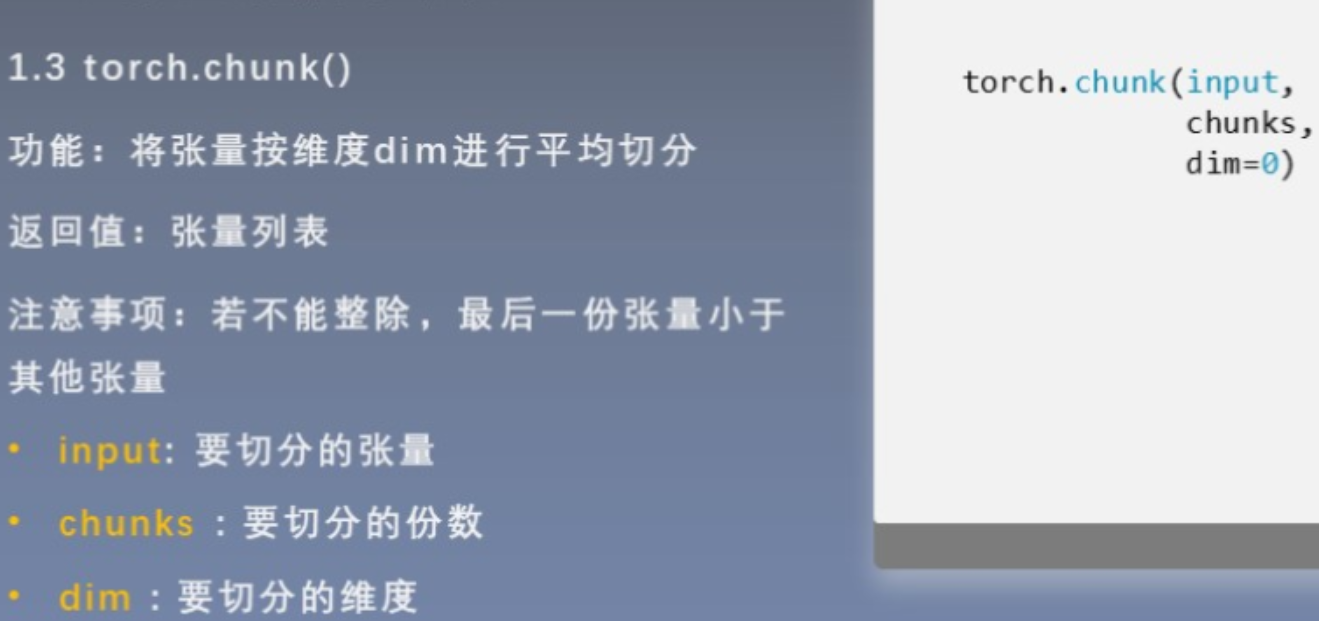 1.3 torch.chunk()
功能：将张量按维度dim进行平均切分
返回值：张量列表
注意事项：若不能整除，最后一份张量小于
其他张量
• input: 要切分的张量
• chunks : 要切分的份数
• dim : 要切分的维度
torch.chunk(input,
chunks,
dim=0)